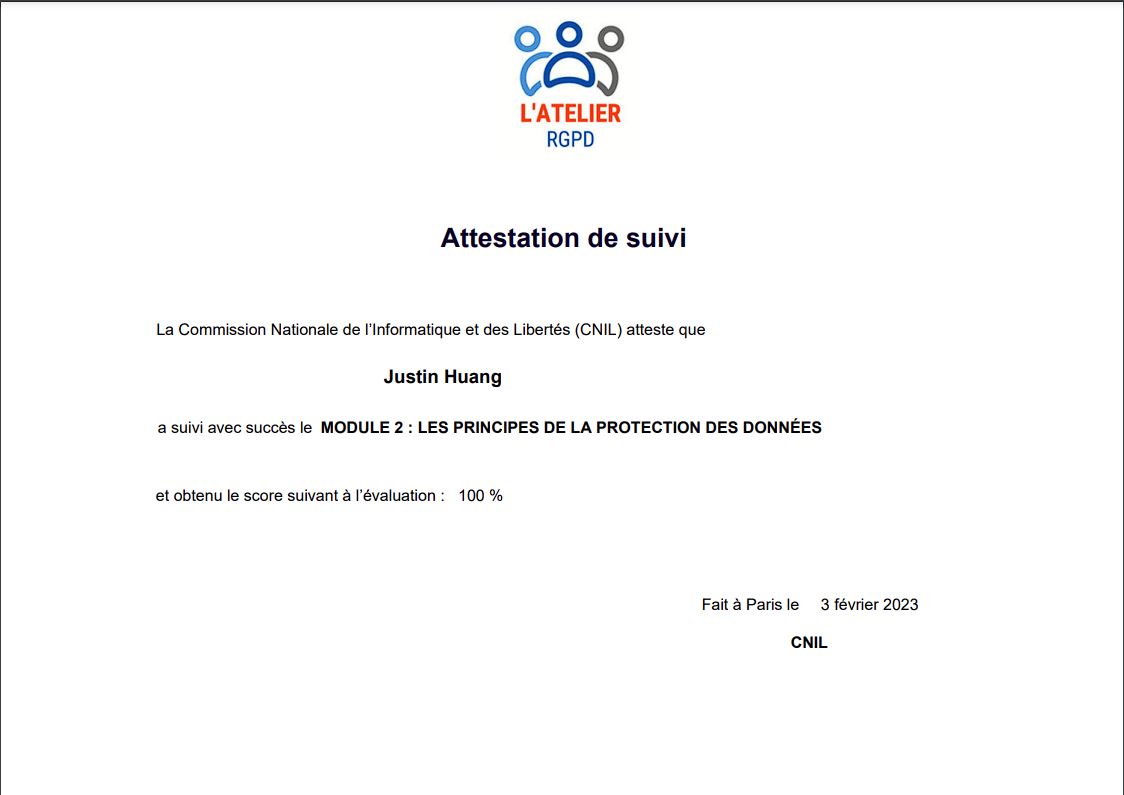 L'ATELIER
RGPD
Attestation de suivi
La Commission Nationale de l’Informatique et des Libertés (CNIL) atteste que
Justin Huang
a suivi avec succès le MODULE 2 : LES PRINCIPES DE LA PROTECTION DES DONNÉES
et obtenu le score suivant à l’évaluation : 100 %
Fait à Paris le 3 février 2023
CNIL